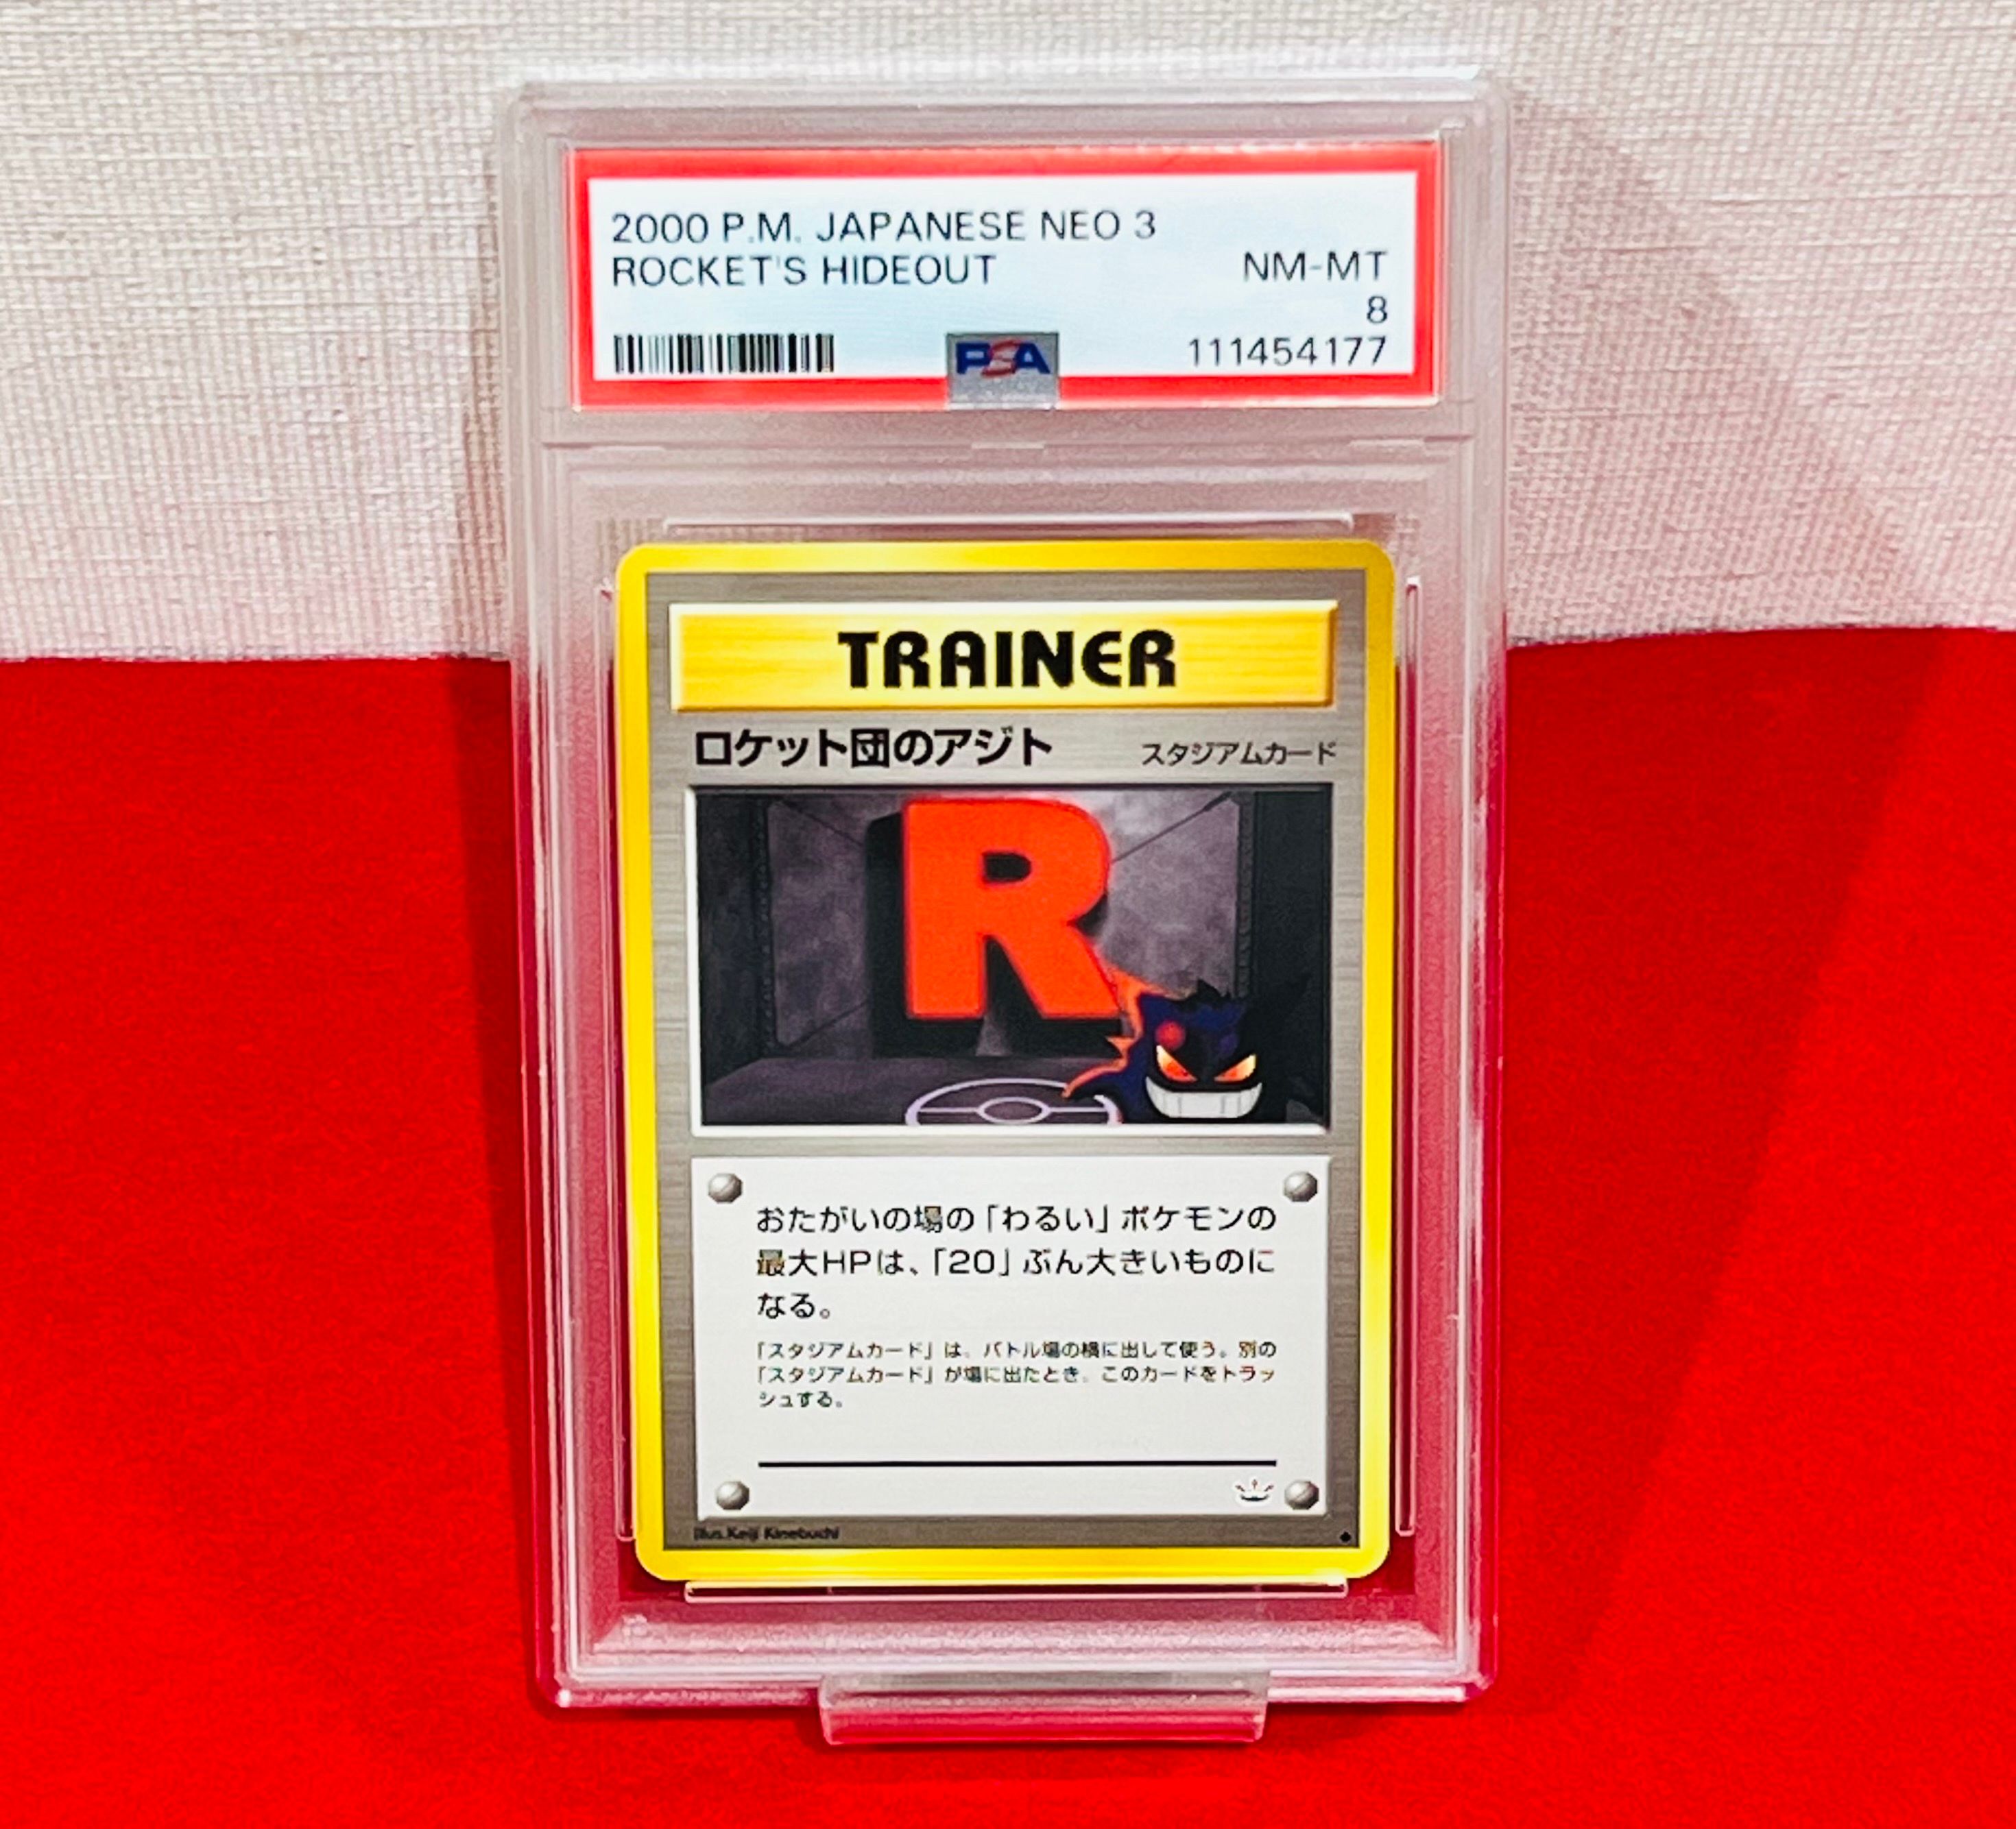 2000 P.M. JAPANESE NEO 3
ROCKET'S HIDEOUT
NM-MT
8
PSA
111454177
TRAINER
ロケット団のアジト
スタジアムカード
R
おたがいの場の「わるい」ポケモンの
最大HPは、「20」ぶん大きいものに
なる。
「スタジアムカード」は、バトル場の横に出して使う。別の
「スタジアムカード」が場に出たとき、このカードをトラッ
シュする。
Illus.Keiji Kinebuchi